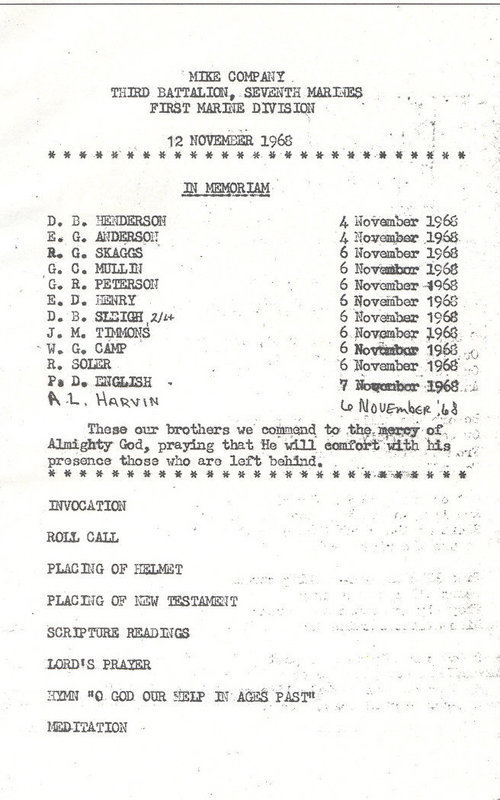 MIKE COMPANY
THIRD BATTALION, SEVENTH MARINES
FIRST MARINE DIVISION
12 NOVEMBER 1968
* * * * * * * * * * * * * * * * * * * * * * * * * * * * *
IN MEMORIAM
D. B. HENDERSON 4 November 1968
E. G. ANDERSON 4 November 1968
R. G. SKAGGS 6 November 1968
G. C. MULLIN 6 November 1968
G. R. PETERSON 6 November 1968
E. D. HENRY 6 November 1968
D. B. SLEIGH 2/4 6 November 1968
J. M. TIMMONS 6 November 1968
W. G. CAMP 6 November 1968
R. SOLER 6 November 1968
P. D. ENGLISH 7 November 1968
A.L. HARVIN 6 NOVEMBER '68
These our brothers we commend to the mercy of
Almighty God, praying that He will comfort with his
presence those who are left behind.
* * * * * * * * * * * * * * * * * * * * * * * * * * * * *
INVOCATION
ROLL CALL
PLACING OF HELMET
PLACING OF NEW TESTAMENT
SCRIPTURE READINGS
LORD'S PRAYER
HYMN "O GOD OUR HELP IN AGES PAST"
MEDITATION